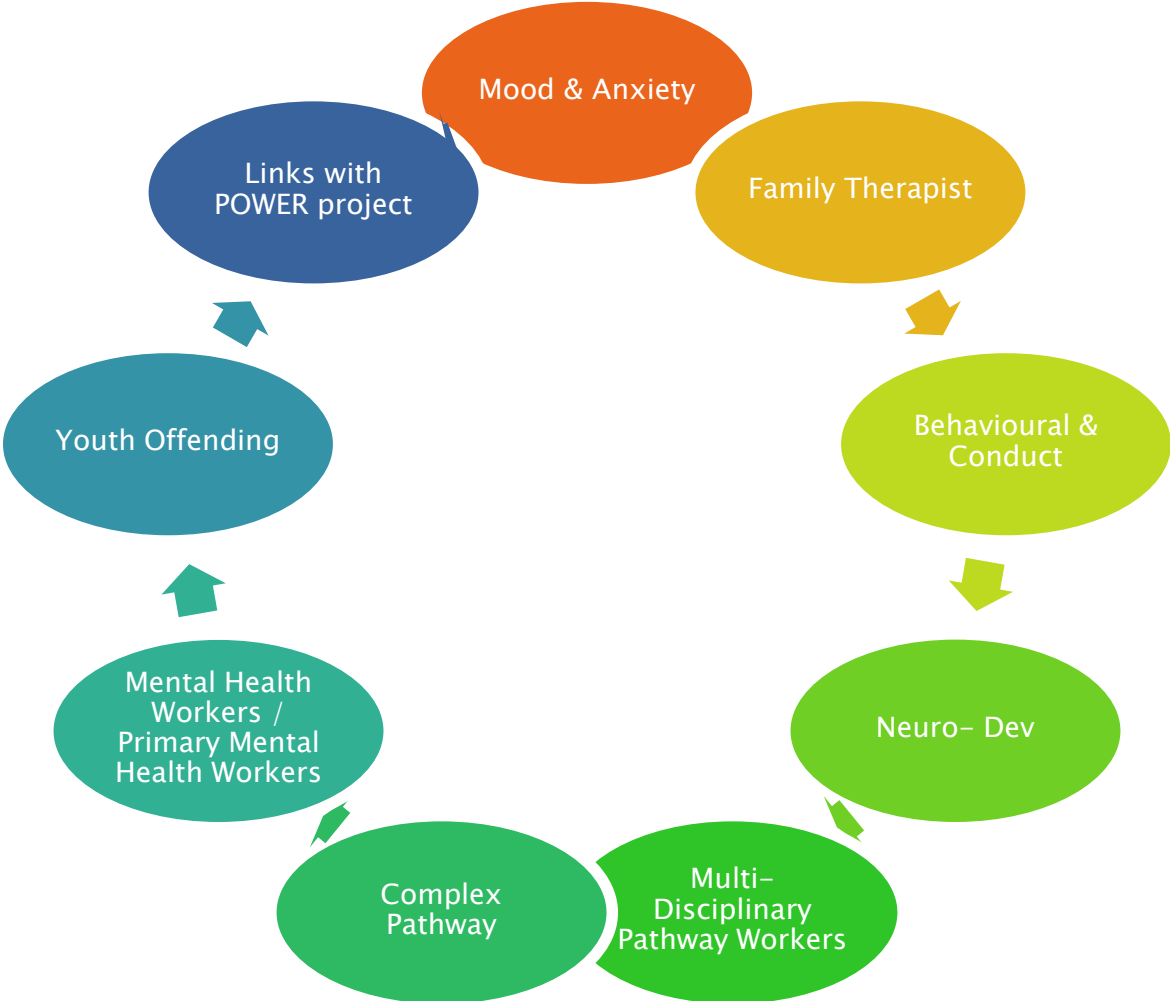 Mood & Anxiety
Family Therapist
Behavioural &
Conduct
Neuro- Dev
Multi-
Disciplinary
Pathway Workers
Complex
Pathway
Mental Health
Workers /
Primary Mental
Health Workers
Youth Offending
Links with
POWER project